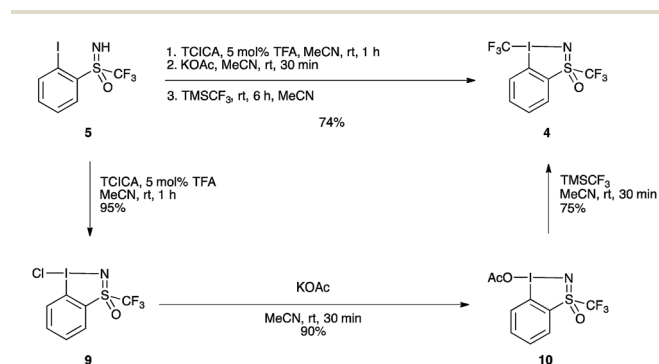 I NH
S CF₃
O
5
1. TCICA, 5 mol% TFA, MeCN, rt, 1 h
2. KOAc, MeCN, rt, 30 min
3. TMSCF₃, rt, 6 h, MeCN
74%
F₃C I N
S CF₃
O
4
TCICA, 5 mol% TFA
MeCN, rt, 1 h
95%
TMSCF₃
MeCN, rt, 30 min
75%
Cl I N
S CF₃
O
9
KOAc
MeCN, rt, 30 min
90%
AcO I N
S CF₃
O
10